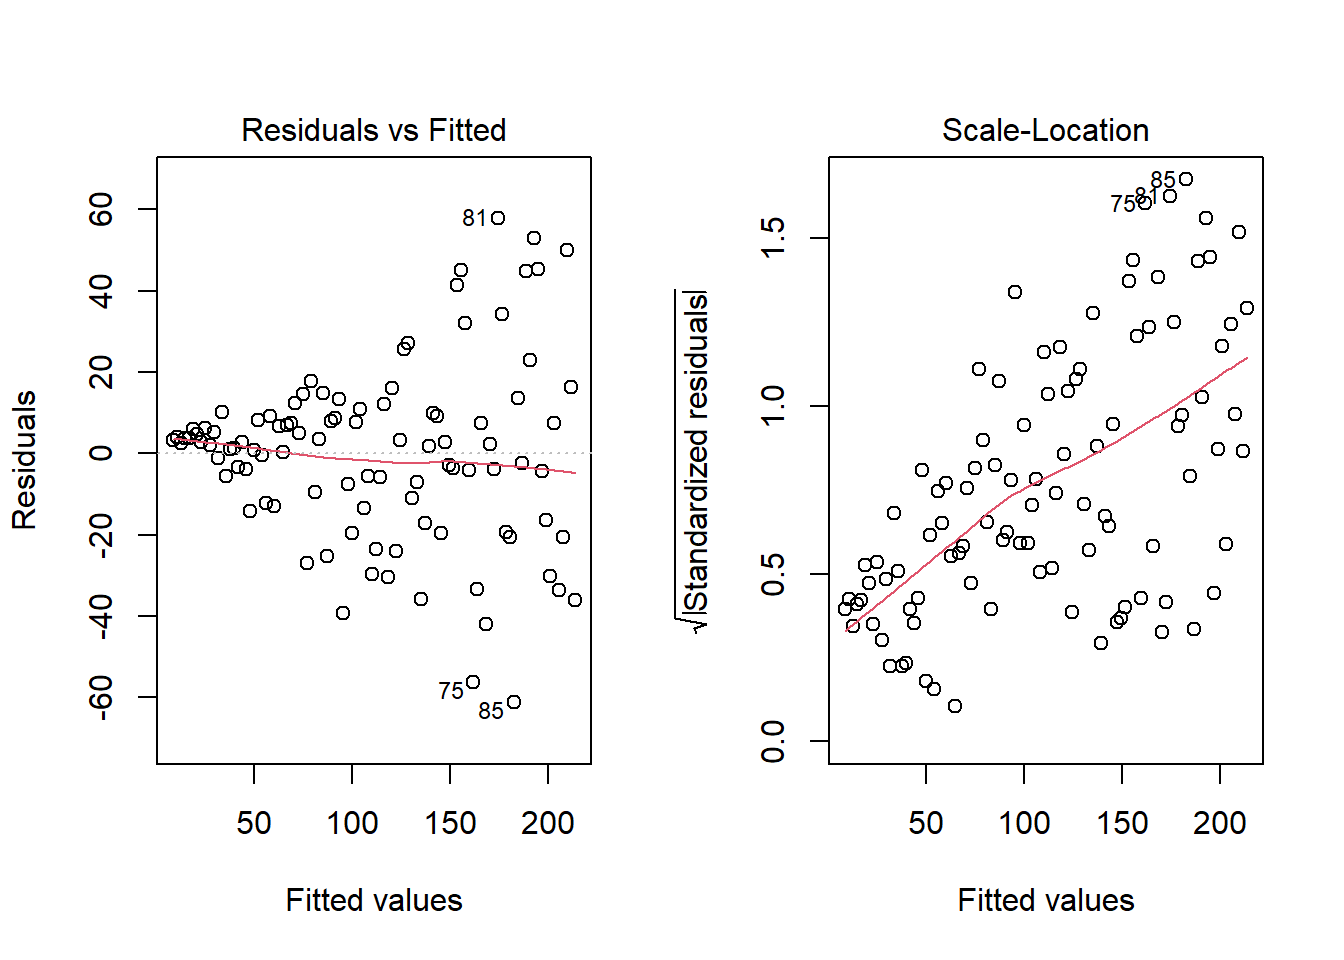 Residuals vs Fitted
Residuals
60
40
20
0
-20
-40
-60
81
75
85
50 100 150 200
Fitted values
Scale-Location
√|Standardized residuals|
1.5
1.0
0.5
0.0
85
81
75
50 100 150 200
Fitted values